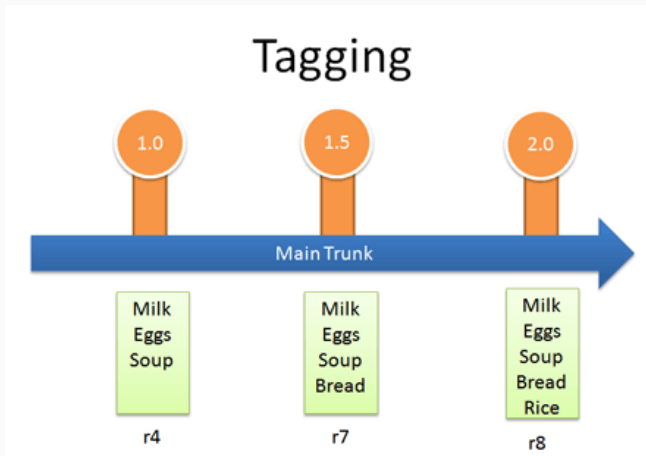 Tagging
1.0
1.5
2.0
Main Trunk
Milk
Eggs
Soup
Milk
Eggs
Soup
Bread
Milk
Eggs
Soup
Bread
Rice
r4
r7
r8